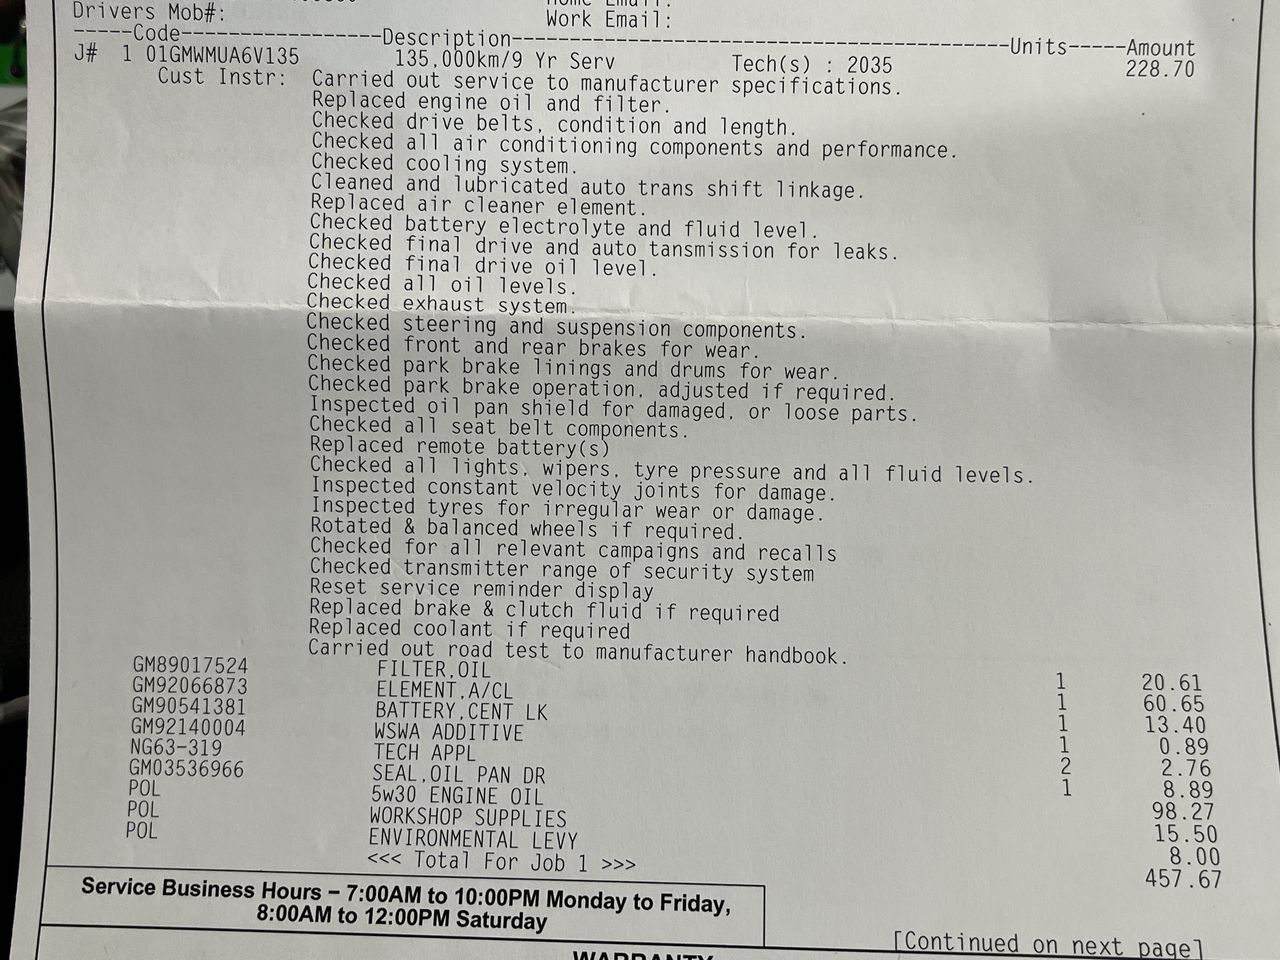 Drivers Mob#:
Work Email:
-----Code-----------------Description-----------------------------------------Units-----Amount
J# 1 01GMWMUA6V135 135,000km/9 Yr Serv Tech(s) : 2035 228.70
Cust Instr: Carried out service to manufacturer specifications.
Replaced engine oil and filter.
Checked drive belts, condition and length.
Checked all air conditioning components and performance.
Checked cooling system.
Cleaned and lubricated auto trans shift linkage.
Replaced air cleaner element.
Checked battery electrolyte and fluid level.
Checked final drive and auto tansmission for leaks.
Checked final drive oil level.
Checked all oil levels.
Checked exhaust system.
Checked steering and suspension components.
Checked front and rear brakes for wear.
Checked park brake linings and drums for wear.
Checked park brake operation, adjusted if required.
Inspected oil pan shield for damaged, or loose parts.
Checked all seat belt components.
Replaced remote battery(s)
Checked all lights, wipers, tyre pressure and all fluid levels.
Inspected constant velocity joints for damage.
Inspected tyres for irregular wear or damage.
Rotated & balanced wheels if required.
Checked for all relevant campaigns and recalls
Checked transmitter range of security system
Reset service reminder display
Replaced brake & clutch fluid if required
Replaced coolant if required
Carried out road test to manufacturer handbook.
GM89017524 FILTER,OIL 1 20.61
GM92066873 ELEMENT,A/CL 1 60.65
GM90541381 BATTERY,CENT LK 1 13.40
GM92140004 WSWA ADDITIVE 1 0.89
NG63-319 TECH APPL 2 2.76
GM03536966 SEAL,OIL PAN DR 1 8.89
POL 5w30 ENGINE OIL 98.27
POL WORKSHOP SUPPLIES 15.50
POL ENVIRONMENTAL LEVY 8.00
<<< Total For Job 1 >>> 457.67
Service Business Hours – 7:00AM to 10:00PM Monday to Friday,
8:00AM to 12:00PM Saturday
[Continued on next page]
WARRANTY